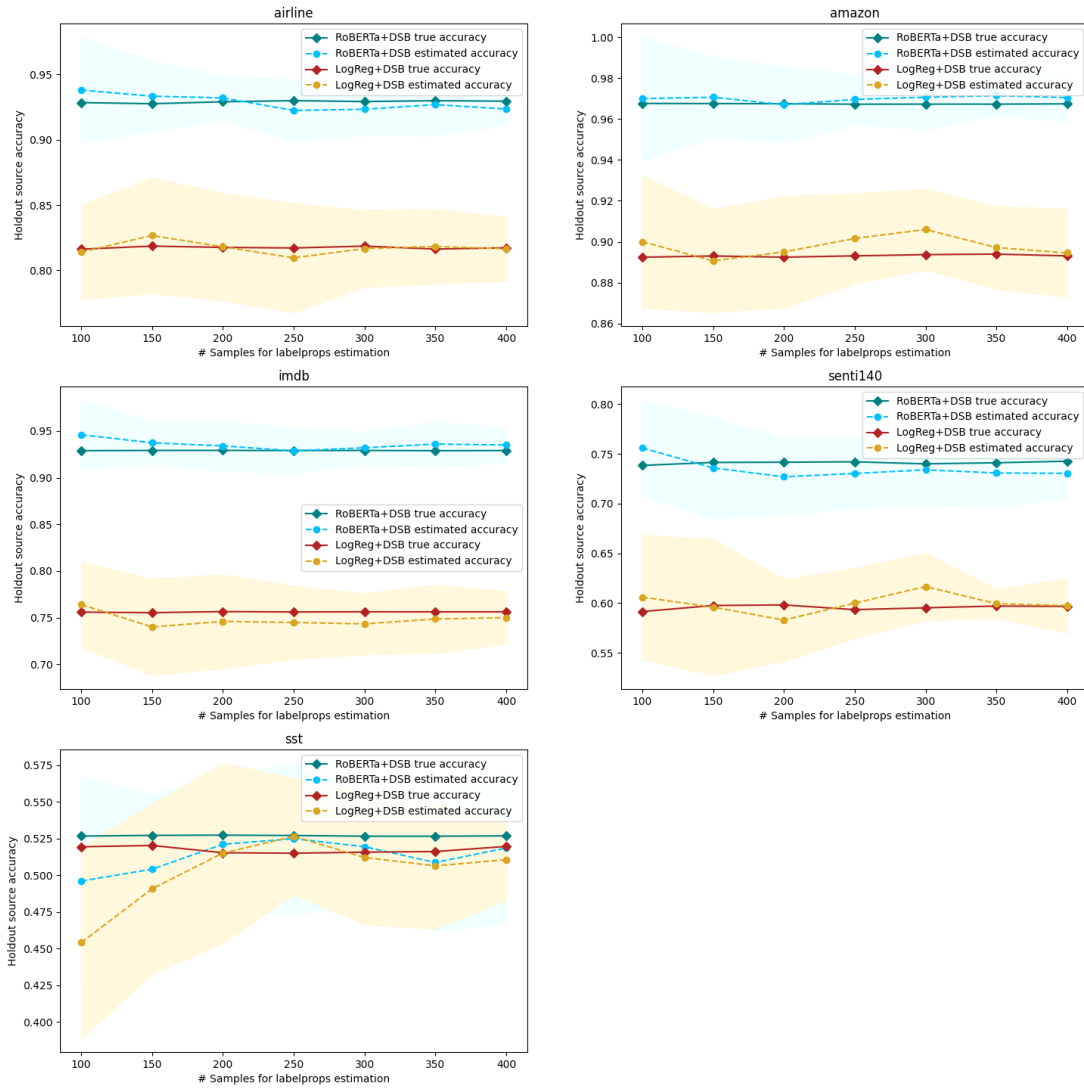 airline
RoBERTa+DSB true accuracy
RoBERTa+DSB estimated accuracy
LogReg+DSB true accuracy
LogReg+DSB estimated accuracy
0.95
0.90
0.85
0.80
Holdout source accuracy
100 150 200 250 300 350 400
# Samples for labelprops estimation
amazon
RoBERTa+DSB true accuracy
RoBERTa+DSB estimated accuracy
LogReg+DSB true accuracy
LogReg+DSB estimated accuracy
1.00
0.98
0.96
0.94
0.92
0.90
0.88
0.86
Holdout source accuracy
100 150 200 250 300 350 400
# Samples for labelprops estimation
imdb
RoBERTa+DSB true accuracy
RoBERTa+DSB estimated accuracy
LogReg+DSB true accuracy
LogReg+DSB estimated accuracy
0.95
0.90
0.85
0.80
0.75
0.70
Holdout source accuracy
100 150 200 250 300 350 400
# Samples for labelprops estimation
senti140
RoBERTa+DSB true accuracy
RoBERTa+DSB estimated accuracy
LogReg+DSB true accuracy
LogReg+DSB estimated accuracy
0.80
0.75
0.70
0.65
0.60
0.55
Holdout source accuracy
100 150 200 250 300 350 400
# Samples for labelprops estimation
sst
RoBERTa+DSB true accuracy
RoBERTa+DSB estimated accuracy
LogReg+DSB true accuracy
LogReg+DSB estimated accuracy
0.575
0.550
0.525
0.500
0.475
0.450
0.425
0.400
Holdout source accuracy
100 150 200 250 300 350 400
# Samples for labelprops estimation